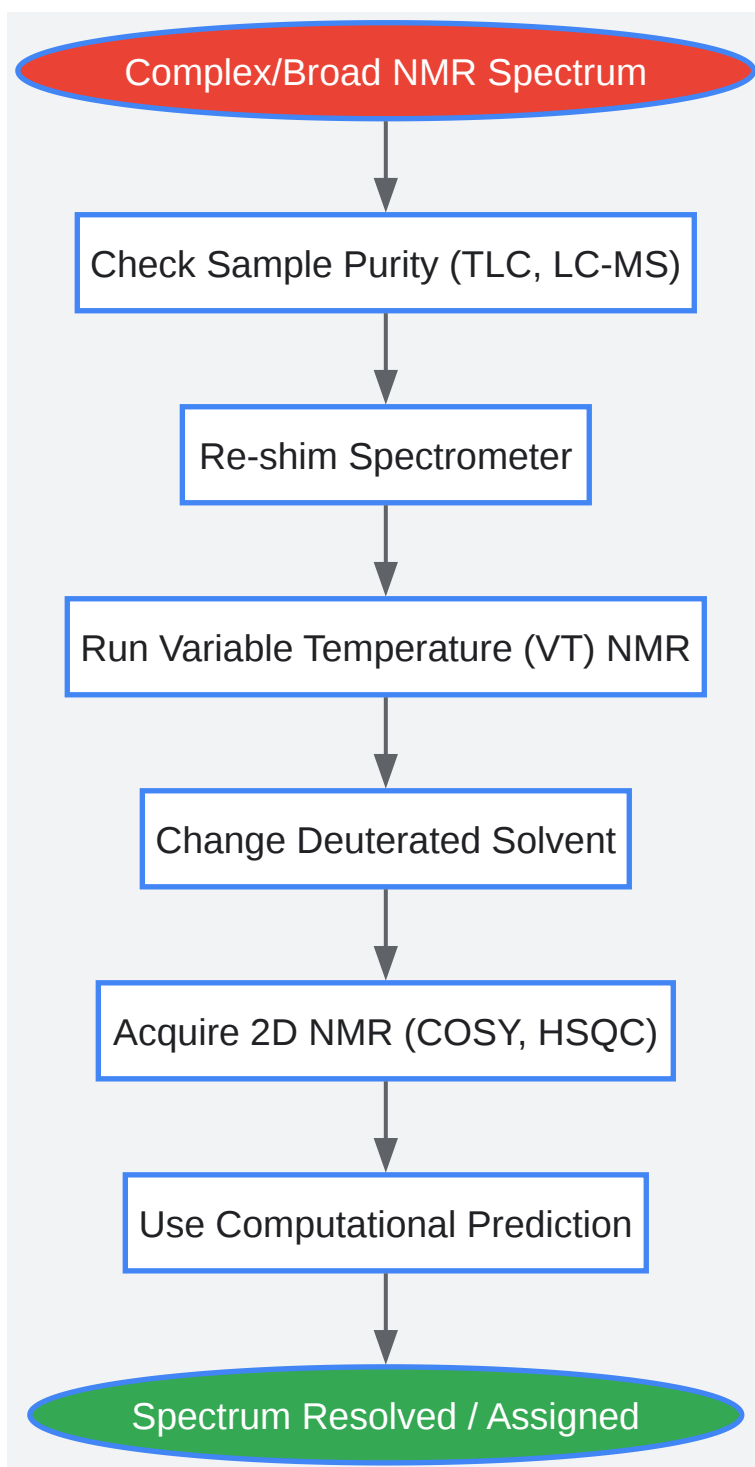 Complex/Broad NMR Spectrum
Check Sample Purity (TLC, LC-MS)
Re-shim Spectrometer
Run Variable Temperature (VT) NMR
Change Deuterated Solvent
Acquire 2D NMR (COSY, HSQC)
Use Computational Prediction
Spectrum Resolved / Assigned